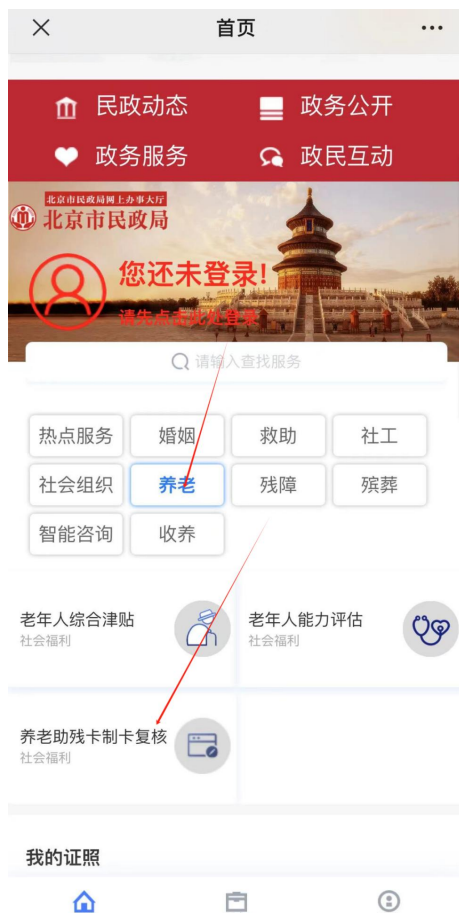 首页
民政动态 政务公开
政务服务 政民互动
北京市民政局网上办事大厅
北京市民政局
您还未登录!
请先点击此处登录
请输入查找服务
热点服务 婚姻 救助 社工
社会组织 养老 残障 殡葬
智能咨询 收养
老年人综合津贴 老年人能力评估
社会福利 社会福利
养老助残卡制卡复核
社会福利
我的证照